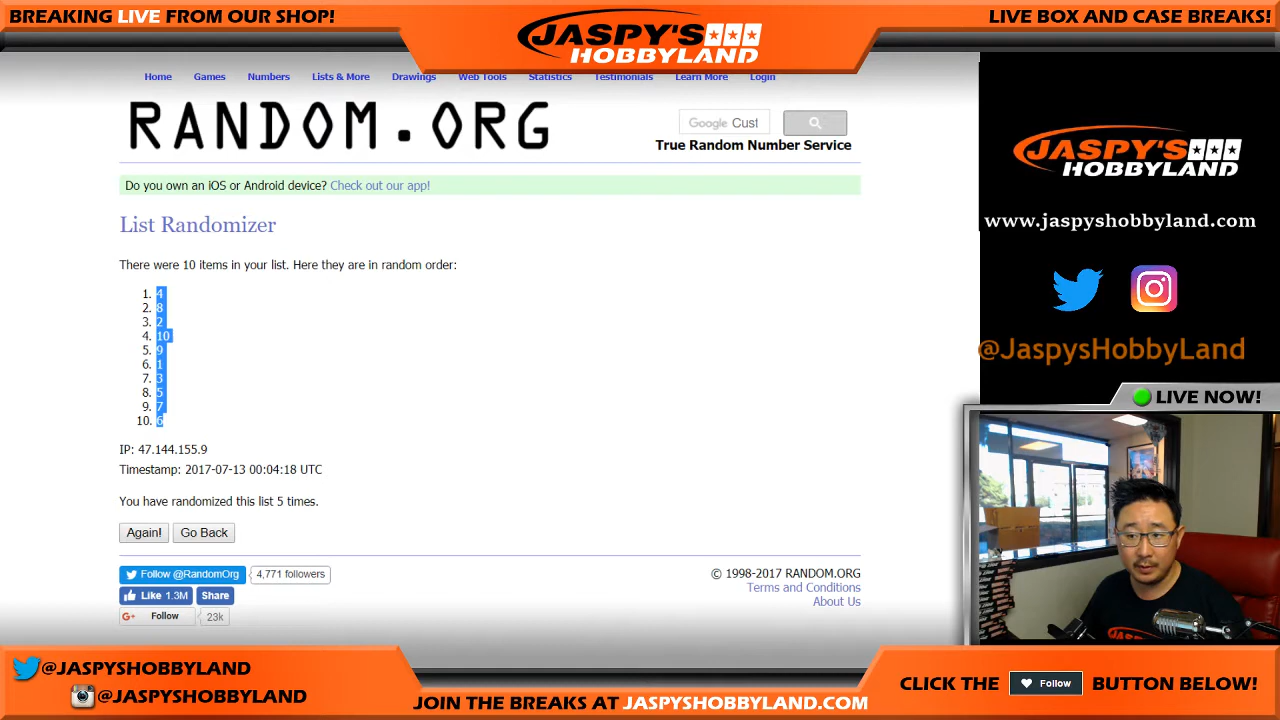 BREAKING LIVE FROM OUR SHOP!
JASPY'S
HOBBYLAND
LIVE BOX AND CASE BREAKS!
Home Games Numbers Lists & More Drawings Web Tools Statistics Testimonials Learn More Login
RANDOM.ORG
Google Cust
True Random Number Service
Do you own an iOS or Android device? Check out our app!
List Randomizer
There were 10 items in your list. Here they are in random order:
1. 4
2. 8
3. 2
4. 10
5. 9
6. 1
7. 3
8. 5
9. 7
10. 6
IP: 47.144.155.9
Timestamp: 2017-07-13 00:04:18 UTC
You have randomized this list 5 times.
Again! Go Back
Follow @RandomOrg 4,771 followers
Like 1.3M Share
G+ Follow 23k
© 1998-2017 RANDOM.ORG
Terms and Conditions
About Us
JASPY'S
HOBBYLAND
www.jaspyshobbyland.com
@JaspysHobbyLand
LIVE NOW!
@JASPYSHOBBYLAND
@JASPYSHOBBYLAND
JOIN THE BREAKS AT JASPYSHOBBYLAND.COM
CLICK THE Follow BUTTON BELOW!